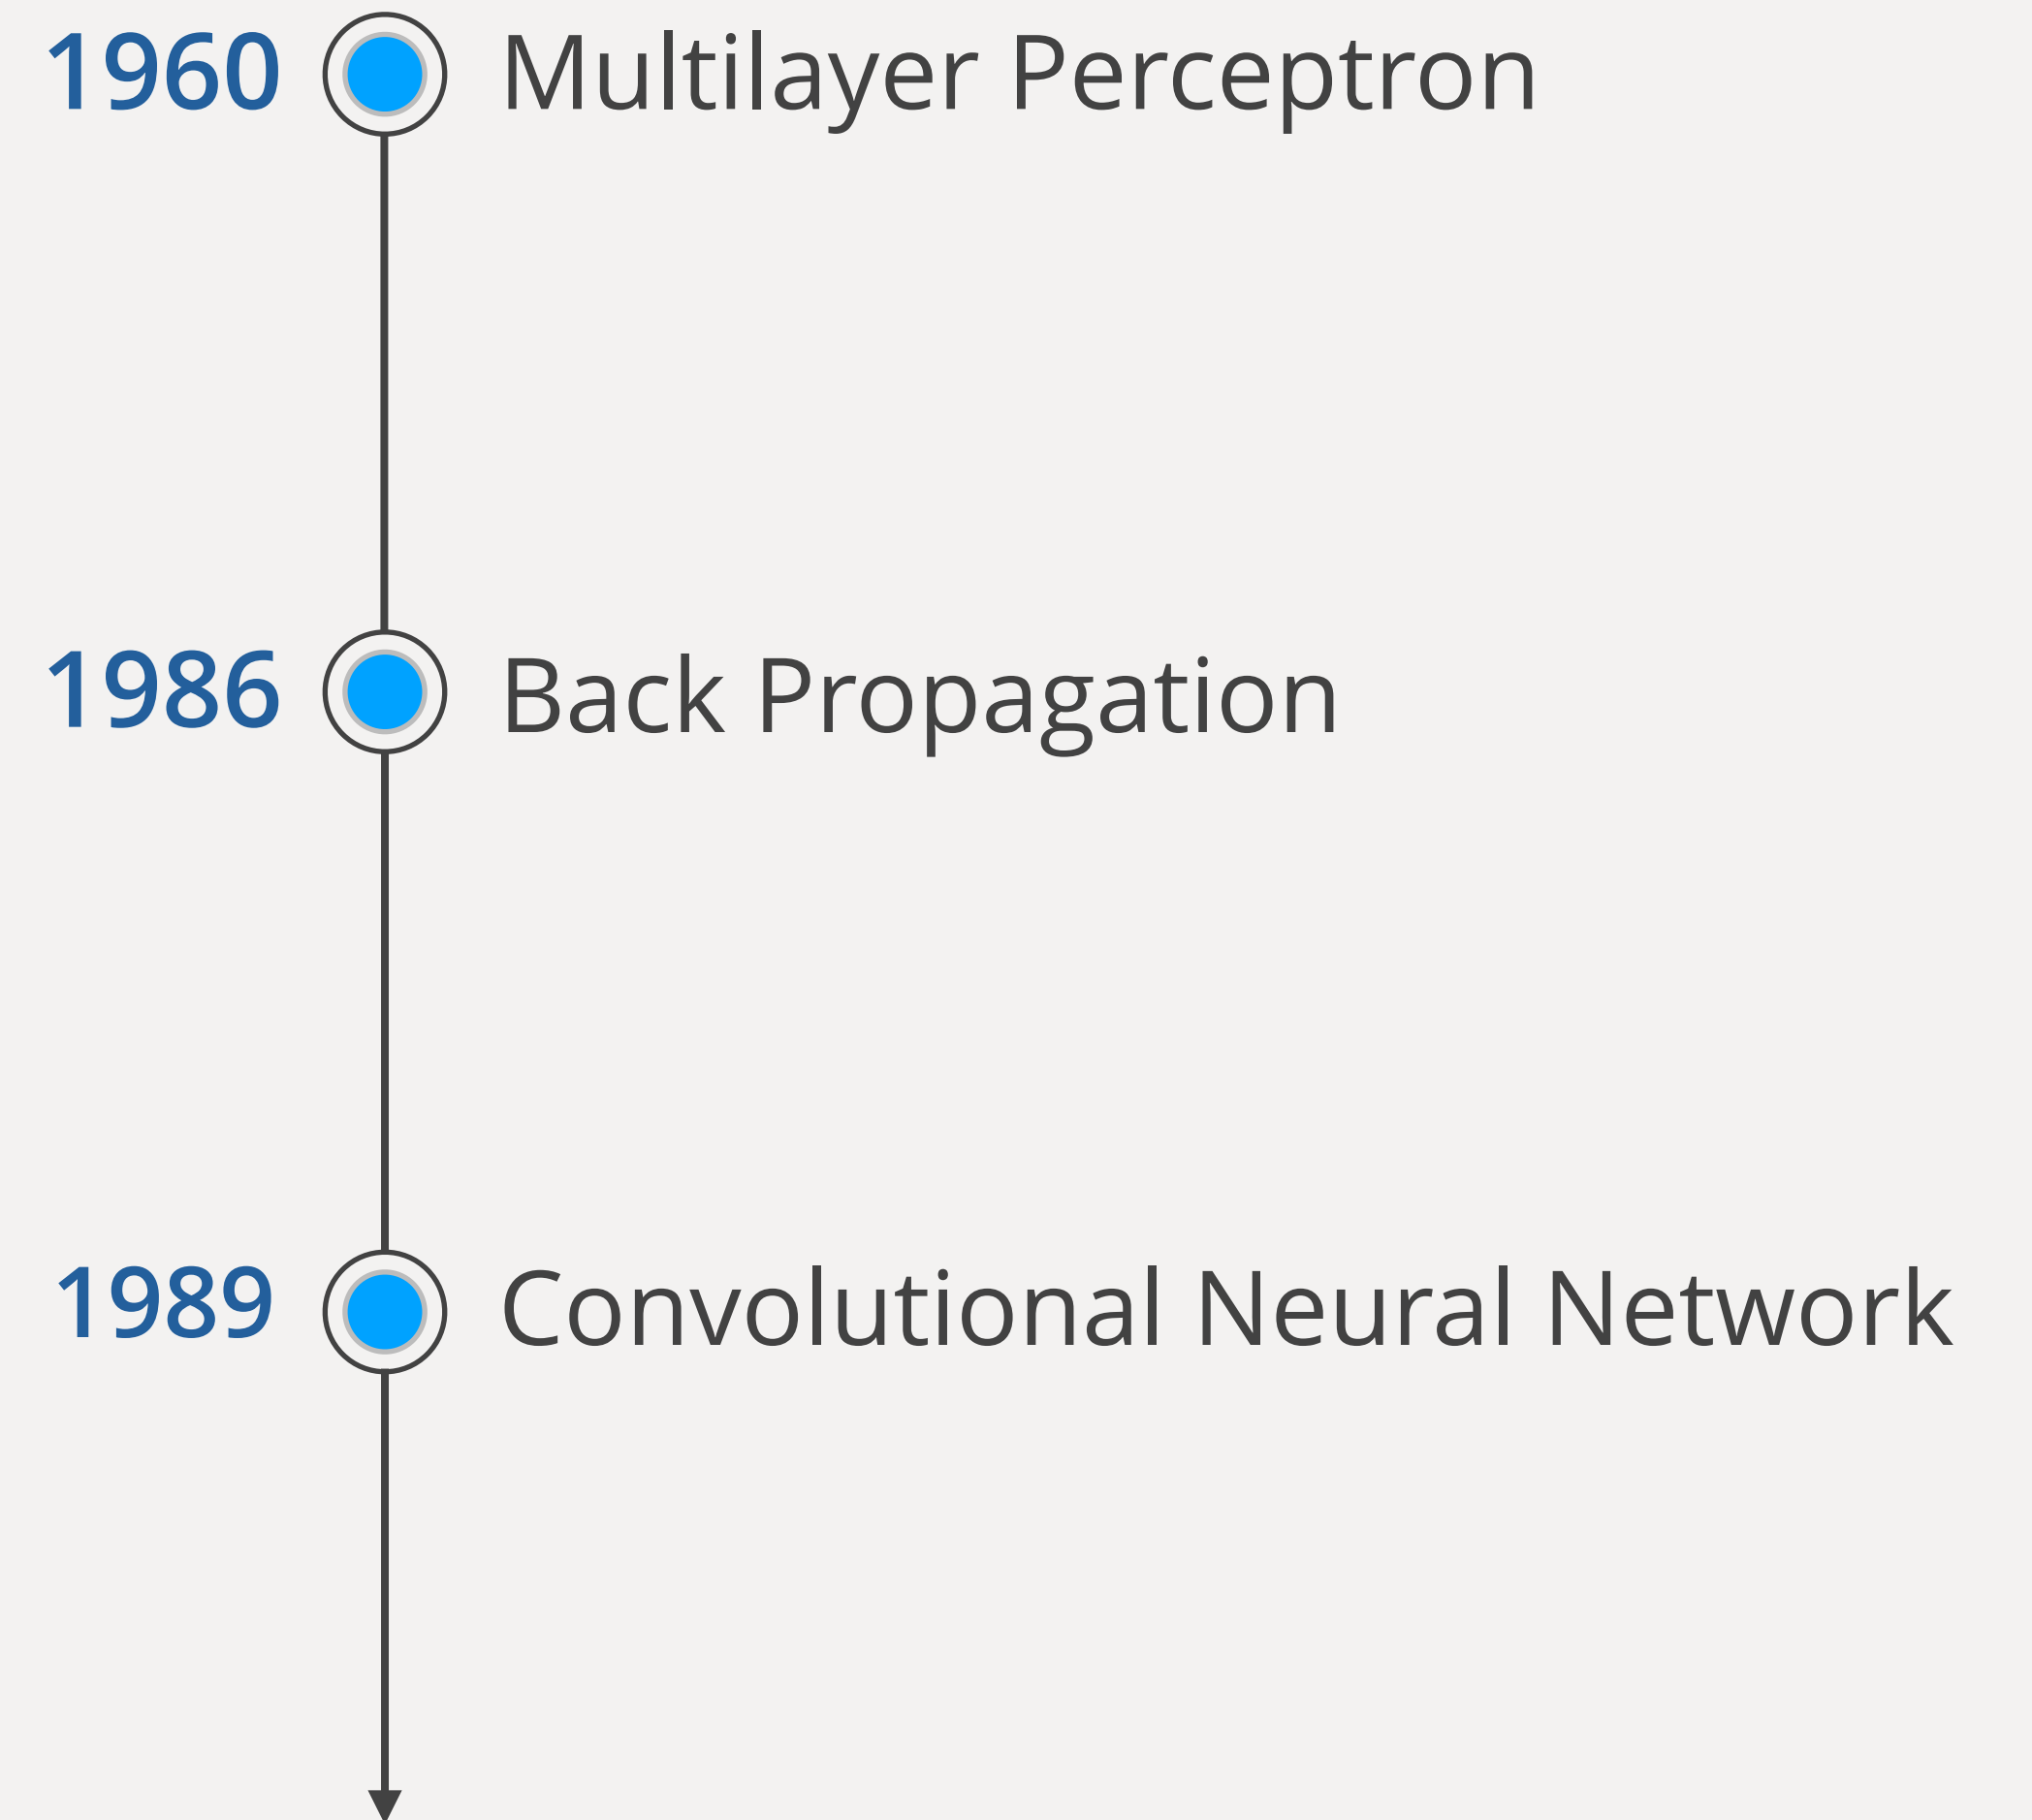 1960 Multilayer Perceptron
1986 Back Propagation
1989 Convolutional Neural Network